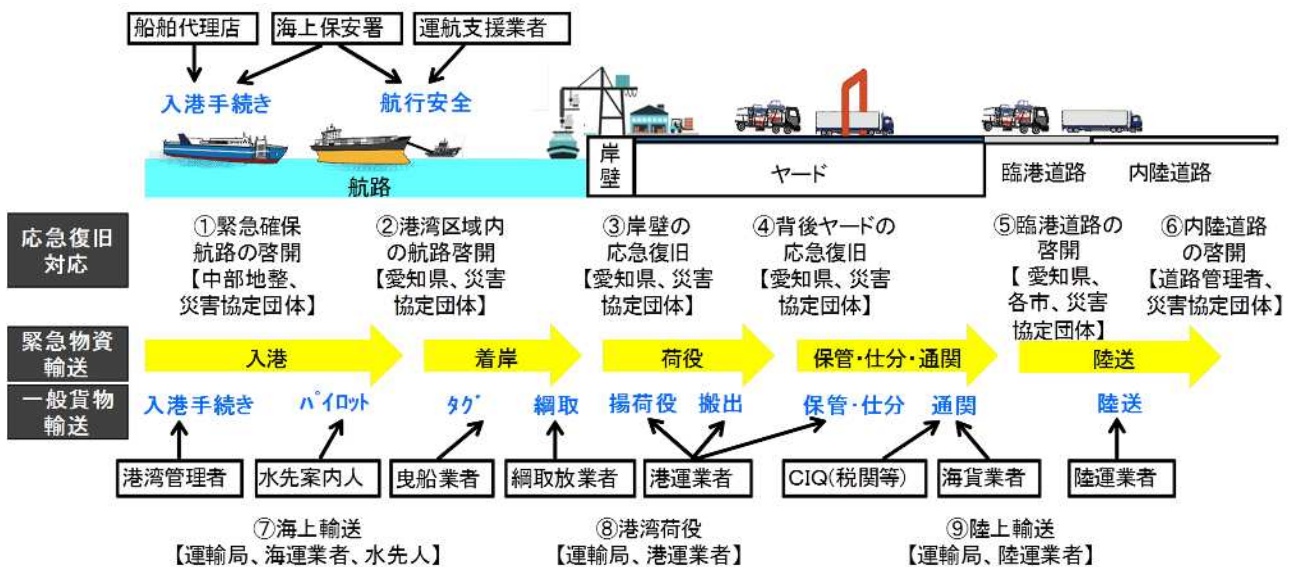 船舶代理店
海上保安署
運航支援業者
入港手続き
航行安全
航路
岸
壁
ヤード
臨港道路
内陸道路
応急復旧
対応
①緊急確保
航路の啓開
【中部地整、
災害協定団体】
②港湾区域内
の航路啓開
【愛知県、災害
協定団体】
③岸壁の
応急復旧
【愛知県、災害
協定団体】
④背後ヤードの
応急復旧
【愛知県、災害
協定団体】
⑤臨港道路の
啓開
【 愛知県、
各市、災害
協定団体】
⑥内陸道路
の啓開
【道路管理者、
災害協定団体】
緊急物資
輸送
入港
着岸
荷役
保管・仕分・通関
陸送
一般貨物
輸送
入港手続き
ﾊﾟｲﾛｯﾄ
ﾀｸﾞ
綱取
揚荷役
搬出
保管・仕分
通関
陸送
港湾管理者
水先案内人
曳船業者
綱取放業者
港運業者
CIQ(税関等)
海貨業者
陸運業者
⑦海上輸送
【運輸局、海運業者、水先人】
⑧港湾荷役
【運輸局、港運業者】
⑨陸上輸送
【運輸局、陸運業者】